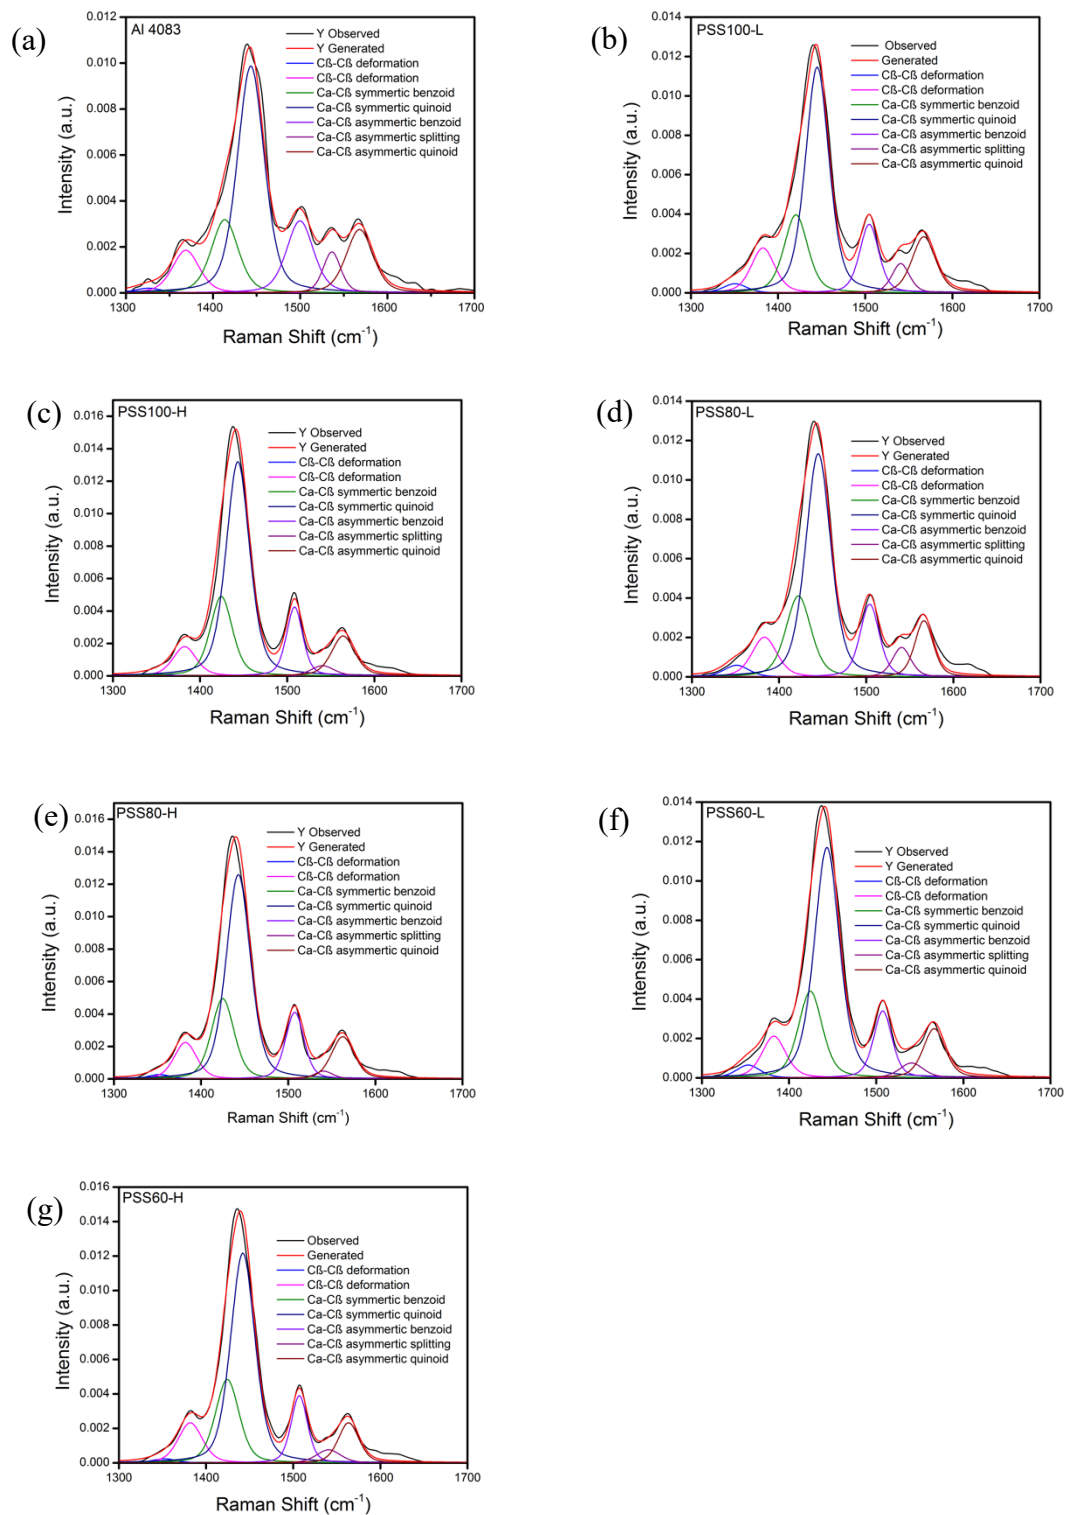 (a)
AI 4083
Y Observed
Y Generated
Cß-Cß deformation
Cß-Cß deformation
Ca-Cß symmertic benzoid
Ca-Cß symmertic quinoid
Ca-Cß asymmertic benzoid
Ca-Cß asymmertic splitting
Ca-Cß asymmertic quinoid
Intensity (a.u.)
0.012
0.010
0.008
0.006
0.004
0.002
0.000
1300 1400 1500 1600 1700
Raman Shift (cm-1)
(b)
PSS100-L
Observed
Generated
Cß-Cß deformation
Cß-Cß deformation
Ca-Cß symmertic benzoid
Ca-Cß symmertic quinoid
Ca-Cß asymmertic benzoid
Ca-Cß asymmertic splitting
Ca-Cß asymmertic quinoid
Intensity (a.u.)
0.014
0.012
0.010
0.008
0.006
0.004
0.002
0.000
1300 1400 1500 1600 1700
Raman Shift (cm-1)
(c)
PSS100-H
Y Observed
Y Generated
Cß-Cß deformation
Cß-Cß deformation
Ca-Cß symmertic benzoid
Ca-Cß symmertic quinoid
Ca-Cß asymmertic benzoid
Ca-Cß asymmertic splitting
Ca-Cß asymmertic quinoid
Intensity (a.u.)
0.016
0.014
0.012
0.010
0.008
0.006
0.004
0.002
0.000
1300 1400 1500 1600 1700
Raman Shift (cm-1)
(d)
PSS80-L
Y Observed
Y Generated
Cß-Cß deformation
Cß-Cß deformation
Ca-Cß symmertic benzoid
Ca-Cß symmertic quinoid
Ca-Cß asymmertic benzoid
Ca-Cß asymmertic splitting
Ca-Cß asymmertic quinoid
Intensity (a.u.)
0.014
0.012
0.010
0.008
0.006
0.004
0.002
0.000
1300 1400 1500 1600 1700
Raman Shift (cm-1)
(e)
PSS80-H
Y Observed
Y Generated
Cß-Cß deformation
Cß-Cß deformation
Ca-Cß symmertic benzoid
Ca-Cß symmertic quinoid
Ca-Cß asymmertic benzoid
Ca-Cß asymmertic splitting
Ca-Cß asymmertic quinoid
Intensity (a.u.)
0.016
0.014
0.012
0.010
0.008
0.006
0.004
0.002
0.000
1300 1400 1500 1600 1700
Raman Shift (cm-1)
(f)
PSS60-L
Y Observed
Y Generated
Cß-Cß deformation
Cß-Cß deformation
Ca-Cß symmertic benzoid
Ca-Cß symmertic quinoid
Ca-Cß asymmertic benzoid
Ca-Cß asymmertic splitting
Ca-Cß asymmertic quinoid
Intensity (a.u.)
0.014
0.012
0.010
0.008
0.006
0.004
0.002
0.000
1300 1400 1500 1600 1700
Raman Shift (cm-1)
(g)
PSS60-H
Observed
Generated
Cß-Cß deformation
Cß-Cß deformation
Ca-Cß symmertic benzoid
Ca-Cß symmertic quinoid
Ca-Cß asymmertic benzoid
Ca-Cß asymmertic splitting
Ca-Cß asymmertic quinoid
Intensity (a.u.)
0.016
0.014
0.012
0.010
0.008
0.006
0.004
0.002
0.000
1300 1400 1500 1600 1700
Raman Shift (cm-1)